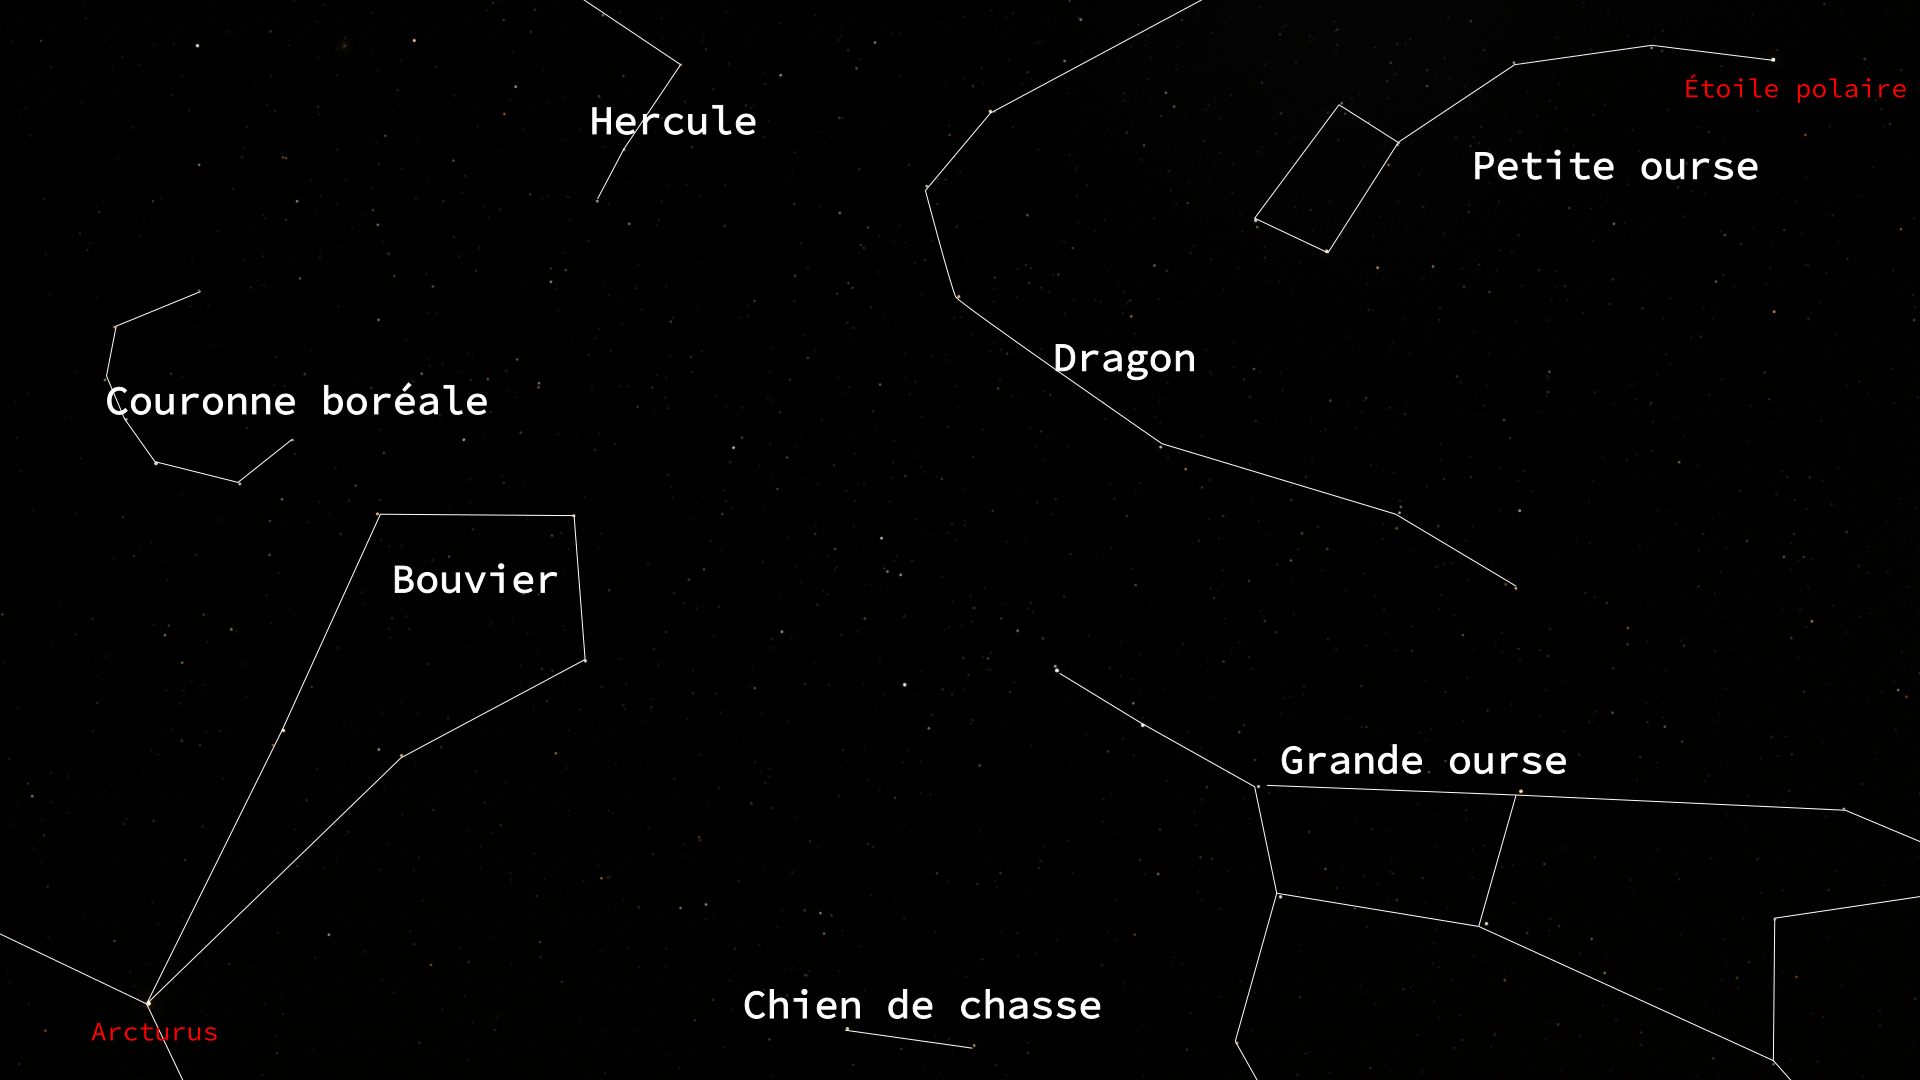 Étoile polaire
Hercule
Petite ourse
Dragon
Couronne boréale
Bouvier
Grande ourse
Chien de chasse
Arcturus